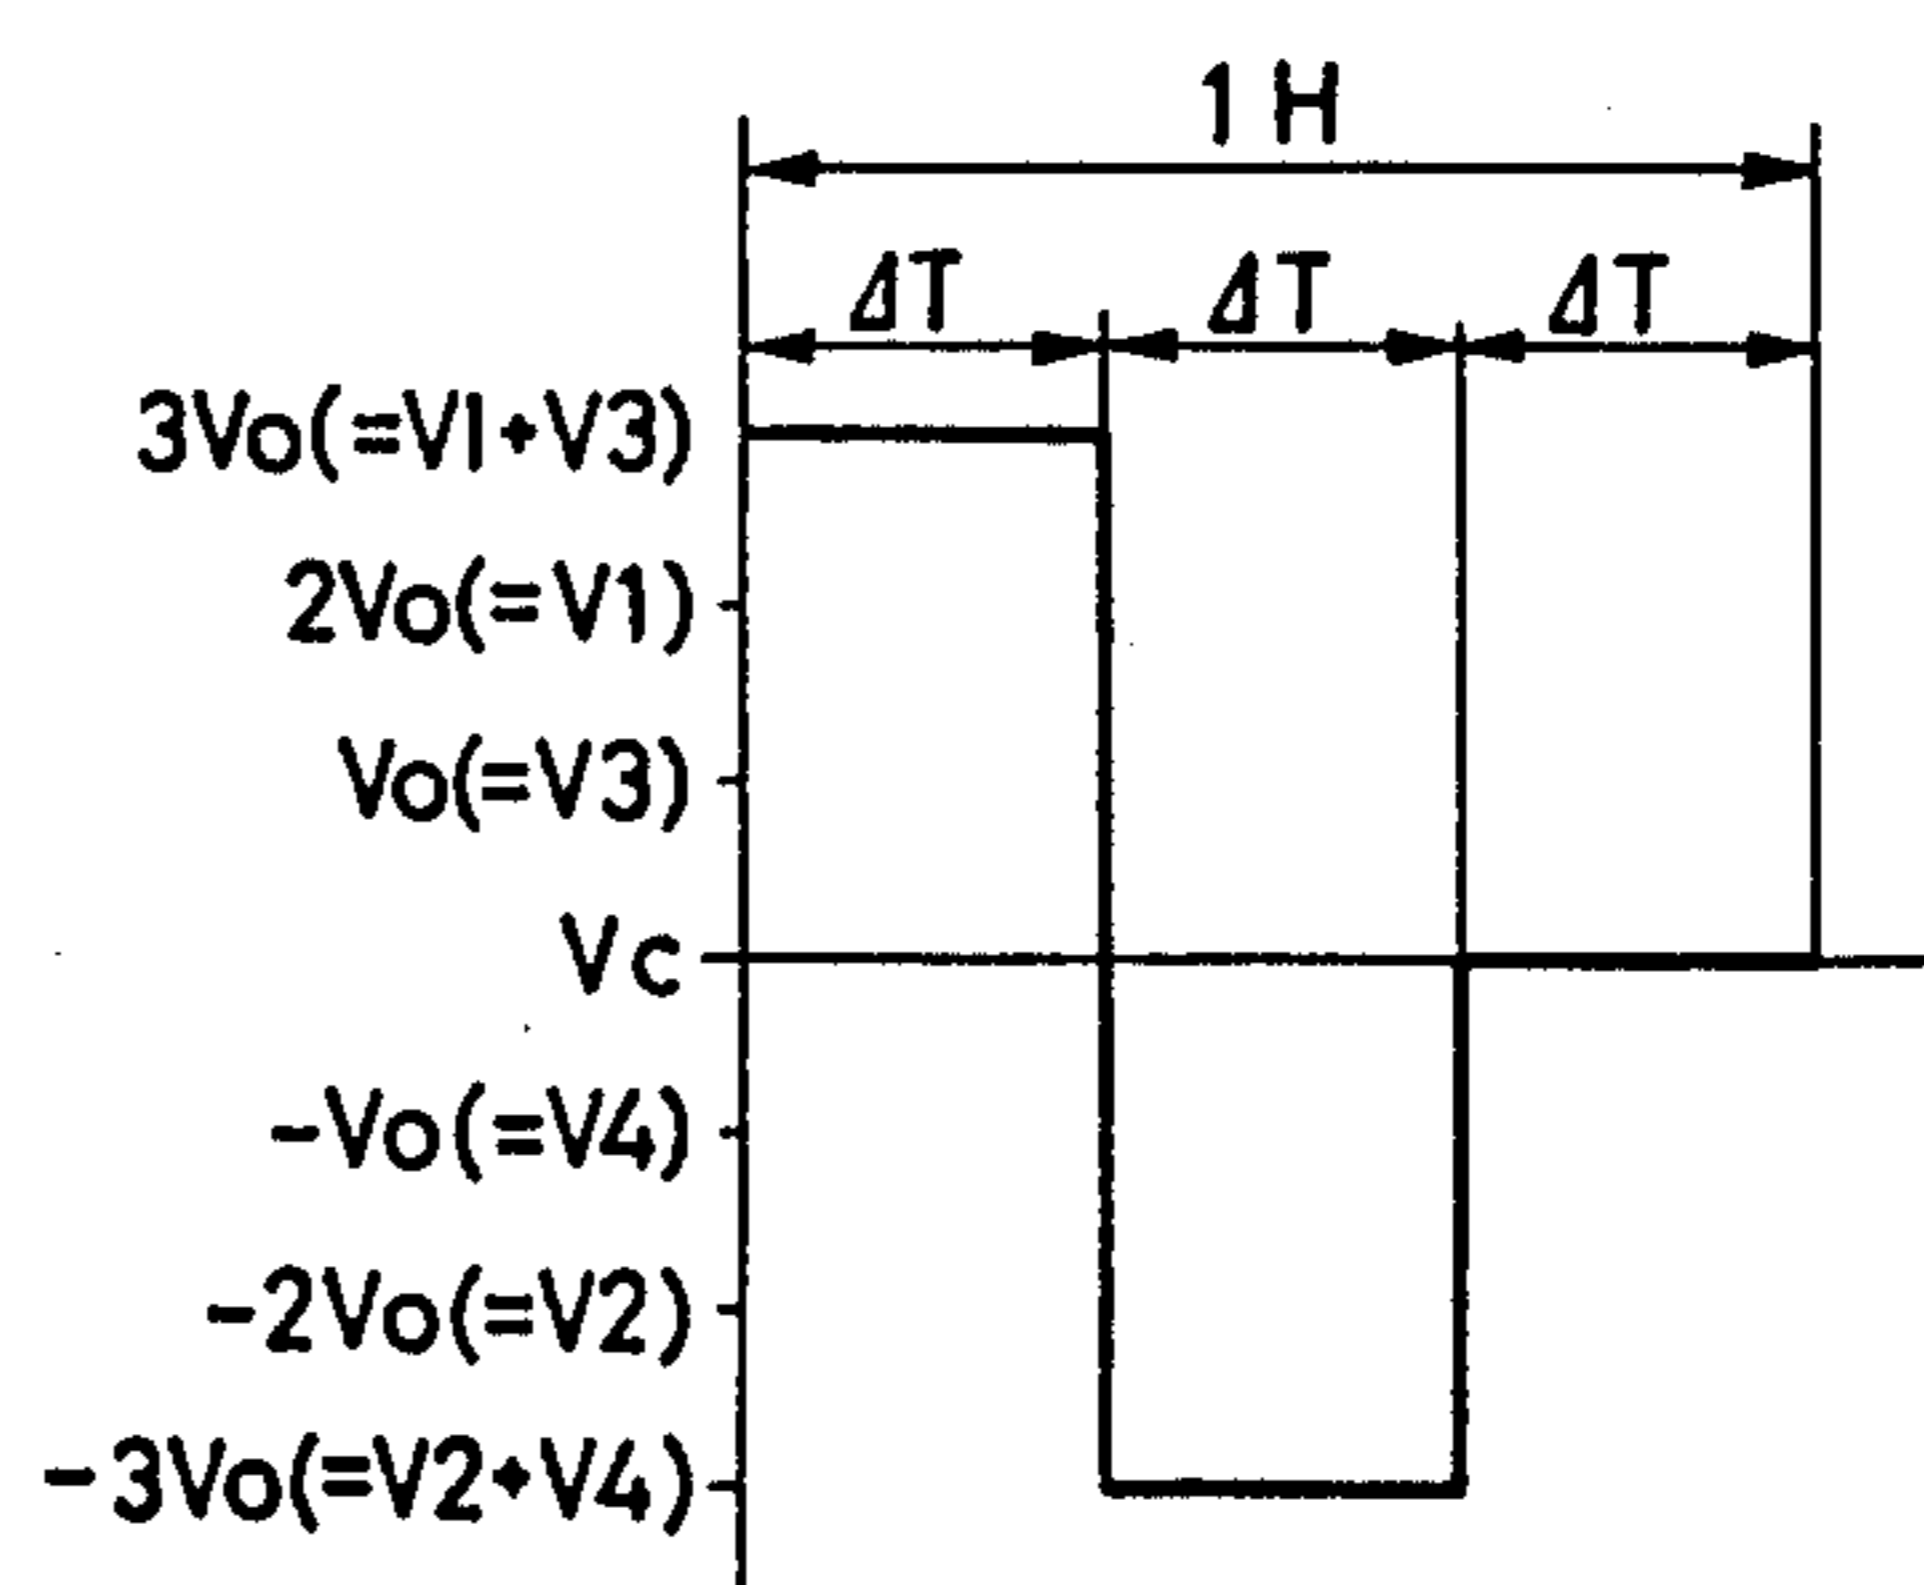 1H
ΔT ΔT ΔT
3Vo(=V1+V3)
2Vo(=V1)
Vo(=V3)
Vc
-Vo(=V4)
-2Vo(=V2)
-3Vo(=V2+V4)